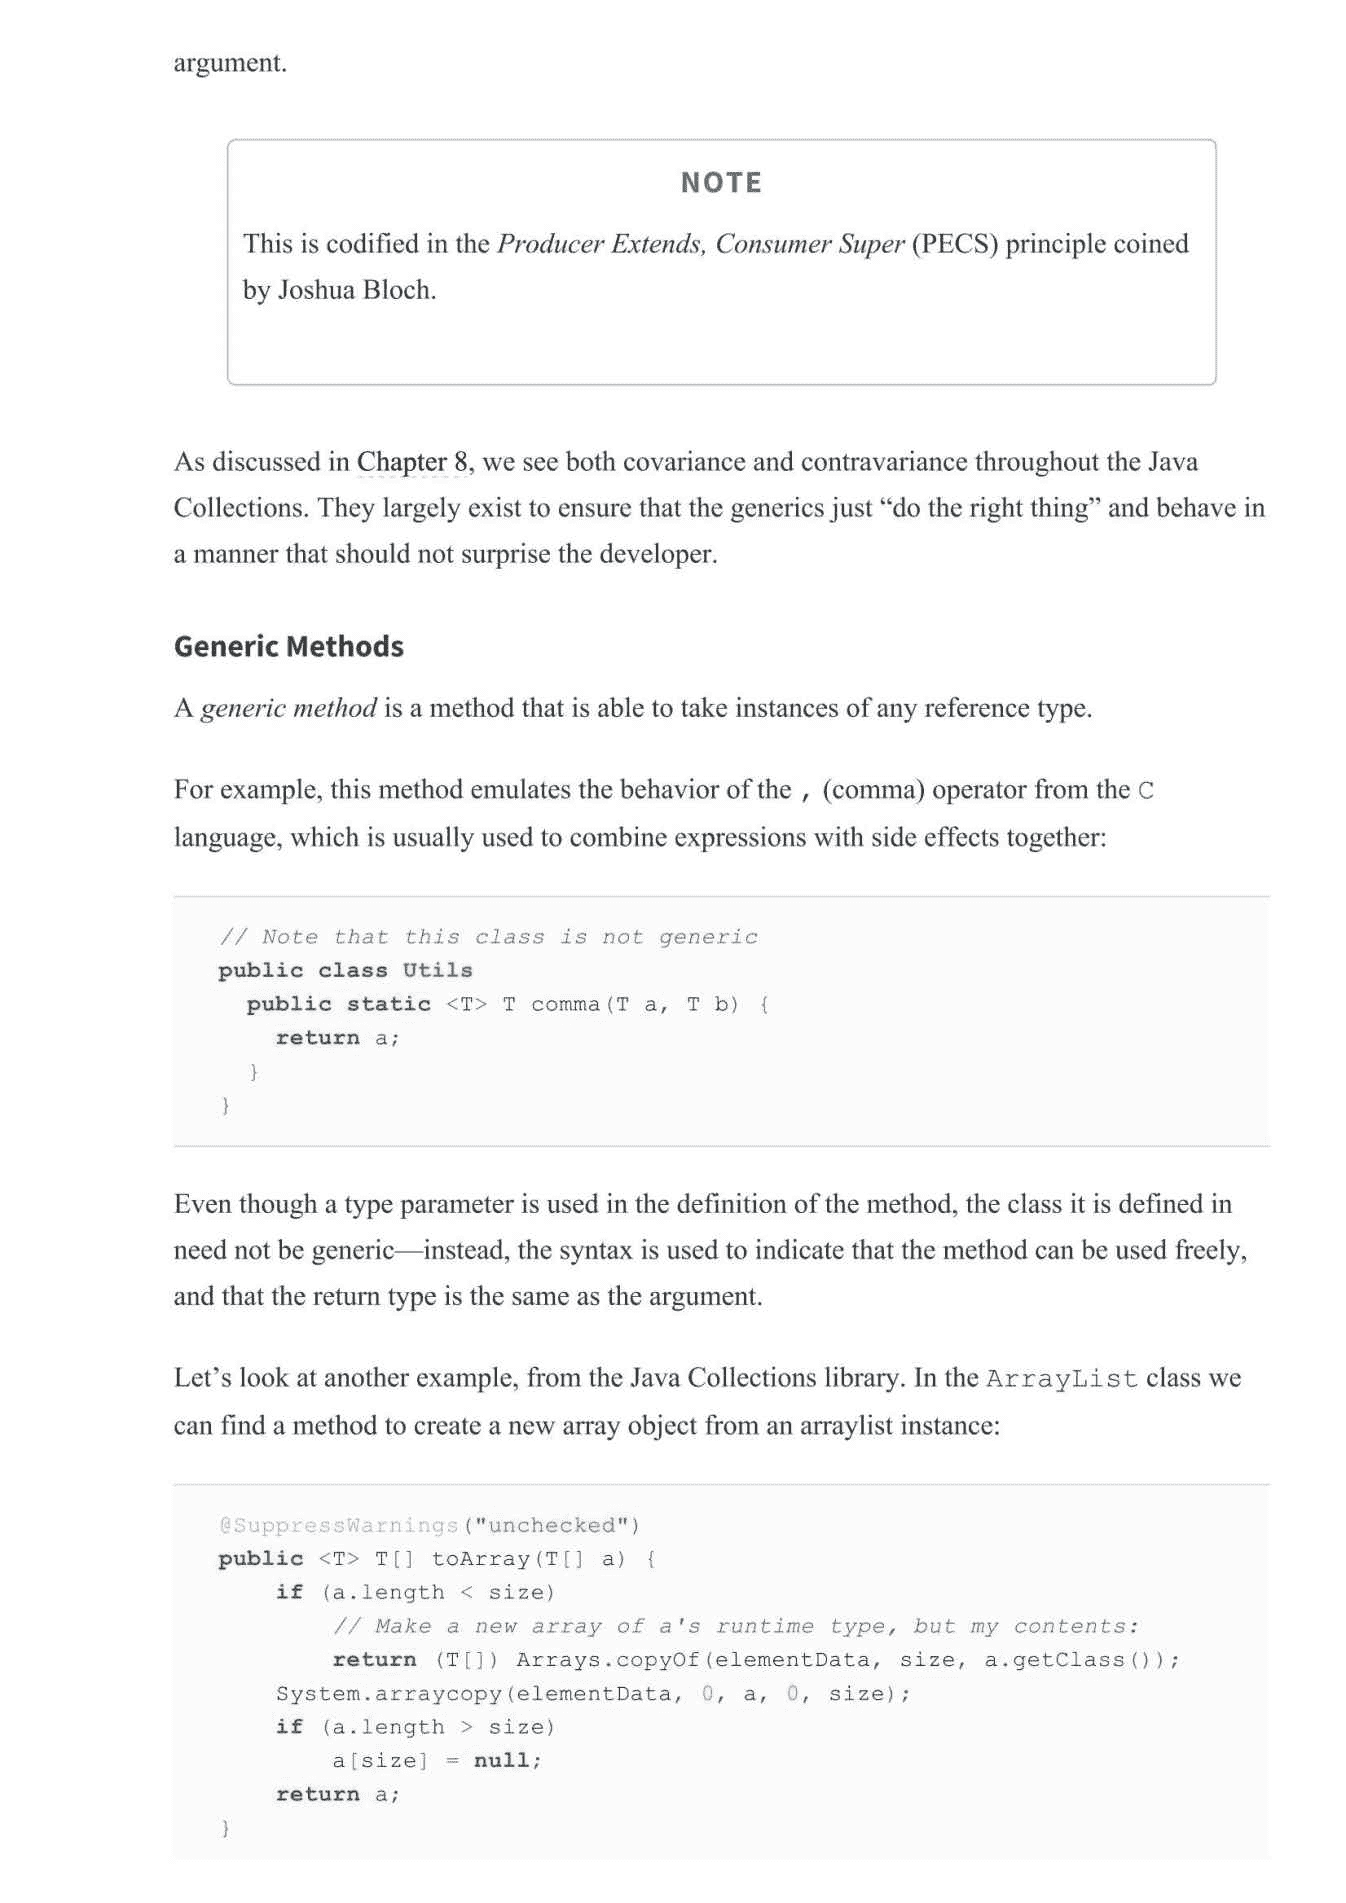 argument.
NOTE
This is codified in the Producer Extends, Consumer Super (PECS) principle coined
by Joshua Bloch.
As discussed in Chapter 8, we see both covariance and contravariance throughout the Java
Collections. They largely exist to ensure that the generics just “do the right thing” and behave in
a manner that should not surprise the developer.
Generic Methods
A generic method is a method that is able to take instances of any reference type.
For example, this method emulates the behavior of the , (comma) operator from the C
language, which is usually used to combine expressions with side effects together:
// Note that this class is not generic
public class Utils
  public static <T> T comma(T a, T b) {
    return a;
  }
}
Even though a type parameter is used in the definition of the method, the class it is defined in
need not be generic—instead, the syntax is used to indicate that the method can be used freely,
and that the return type is the same as the argument.
Let’s look at another example, from the Java Collections library. In the ArrayList class we
can find a method to create a new array object from an arraylist instance:
@SuppressWarnings("unchecked")
public <T> T[] toArray(T[] a) {
    if (a.length < size)
        // Make a new array of a's runtime type, but my contents:
        return (T[]) Arrays.copyOf(elementData, size, a.getClass());
    System.arraycopy(elementData, 0, a, 0, size);
    if (a.length > size)
        a[size] = null;
    return a;
}